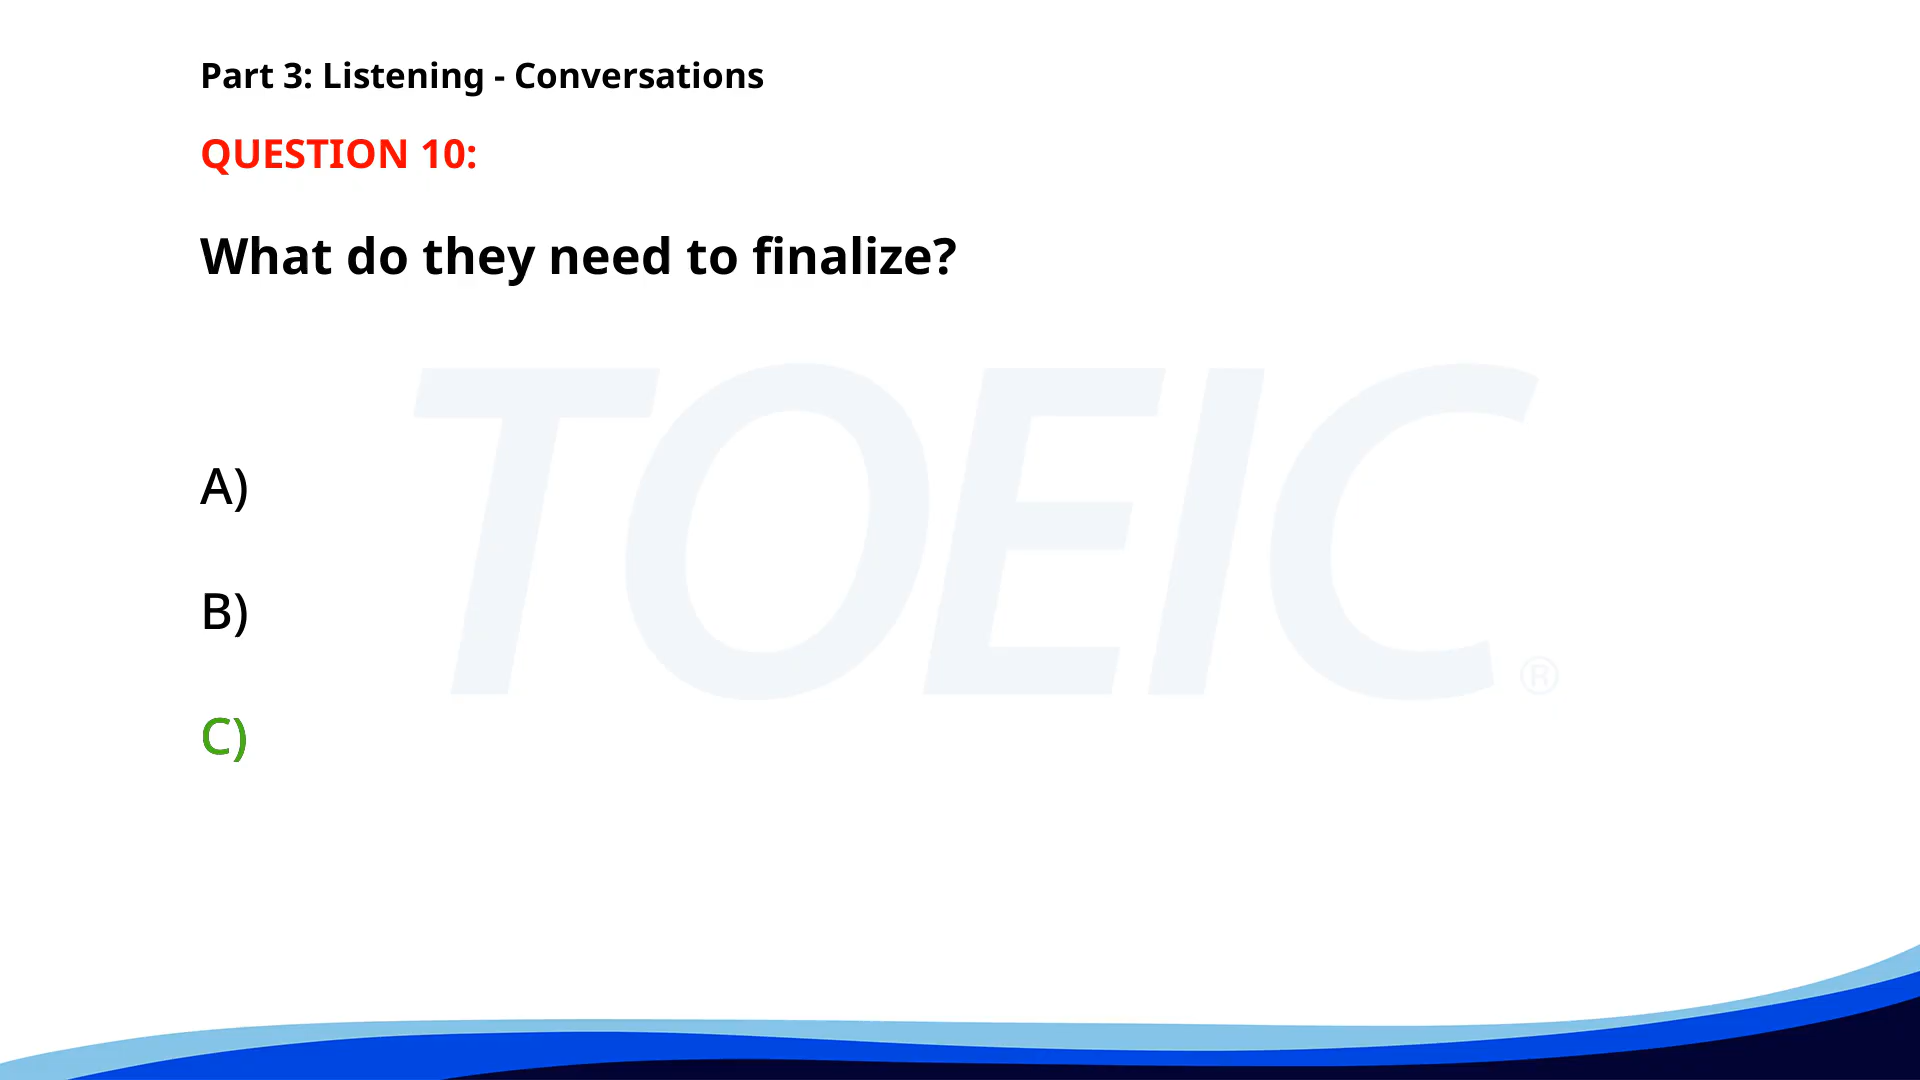 Part 3: Listening - Conversations
QUESTION 10:
What do they need to finalize?
TOEIC ®
A)
B)
C)